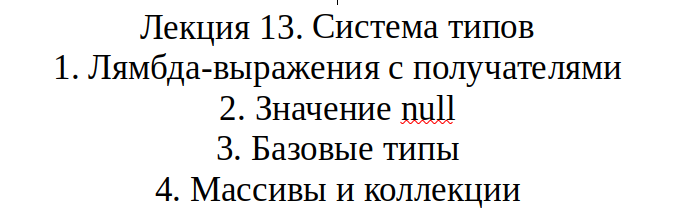 Лекция 13. Система типов
1. Лямбда-выражения с получателями
2. Значение null
3. Базовые типы
4. Массивы и коллекции